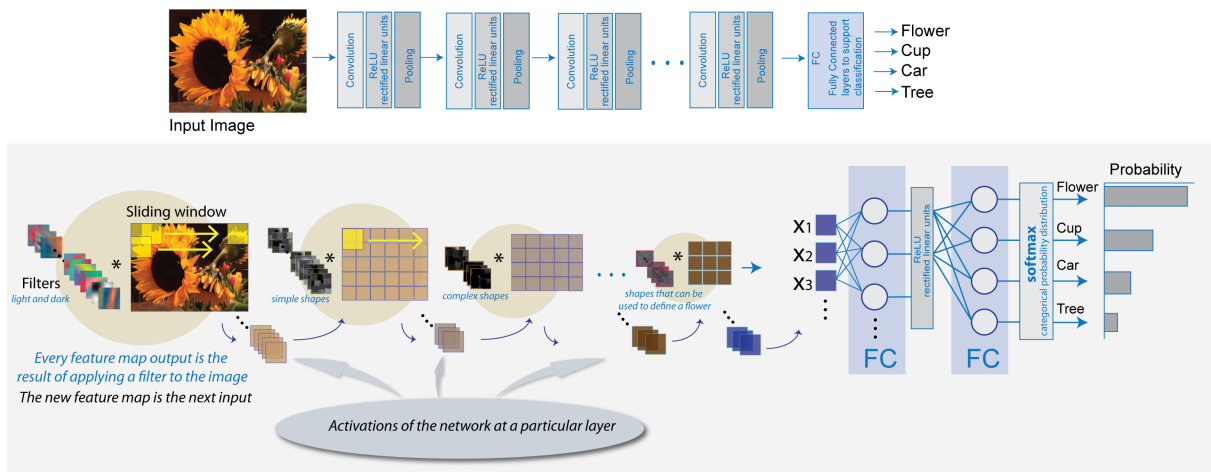 Input Image
Convolution
ReLU
rectified linear units
Pooling
Convolution
ReLU
rectified linear units
Pooling
Convolution
ReLU
rectified linear units
Pooling
Convolution
ReLU
rectified linear units
Pooling
FC
Fully Connected
layers to support
classification
Flower
Cup
Car
Tree
Sliding window
*
Filters
light and dark
*
simple shapes
*
complex shapes
*
shapes that can be
used to define a flower
Every feature map output is the
result of applying a filter to the image
The new feature map is the next input
Activations of the network at a particular layer
X1
X2
X3
FC
ReLU
rectified linear units
FC
softmax
categorical probability distribution
Probability
Flower
Cup
Car
Tree